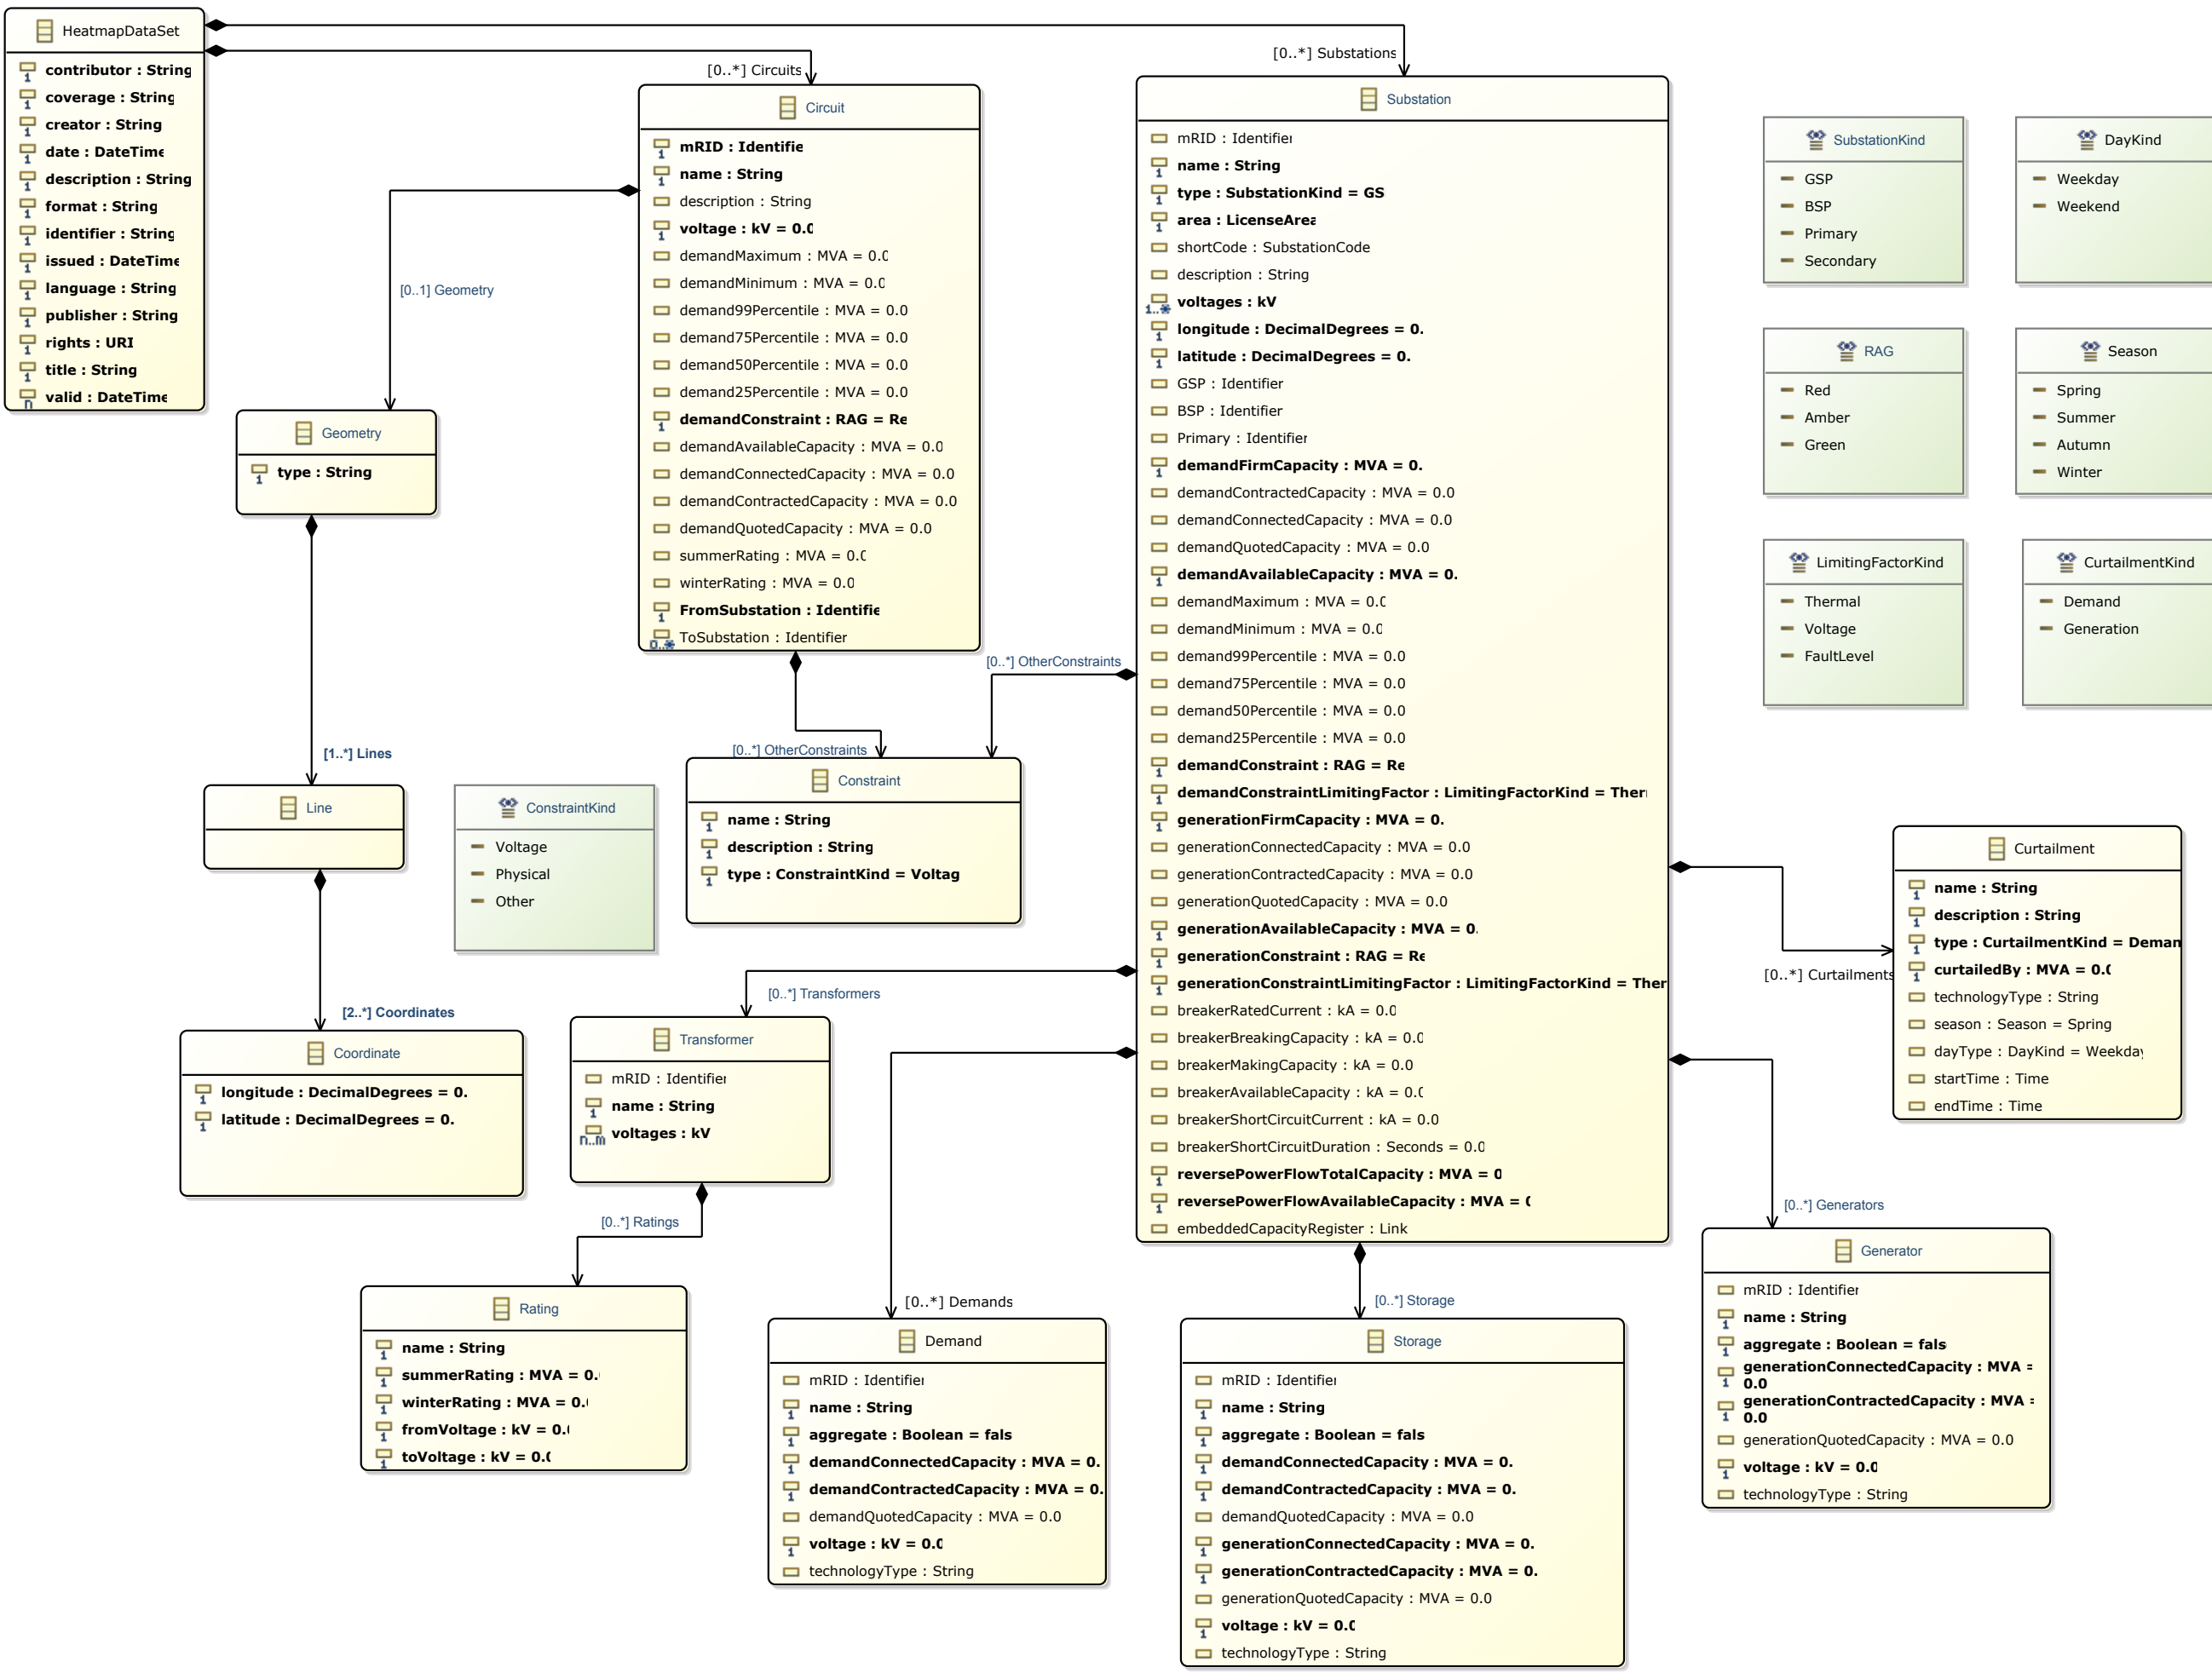 HeatmapDataSet
contributor : String
coverage : String
creator : String
date : DateTime
description : String
format : String
identifier : String
issued : DateTime
language : String
publisher : String
rights : URI
title : String
valid : DateTime
[0..*] Circuits
[0..*] Substations
Circuit
mRID : Identifie
name : String
description : String
voltage : kV = 0.0
demandMaximum : MVA = 0.0
demandMinimum : MVA = 0.0
demand99Percentile : MVA = 0.0
demand75Percentile : MVA = 0.0
demand50Percentile : MVA = 0.0
demand25Percentile : MVA = 0.0
demandConstraint : RAG = Re
demandAvailableCapacity : MVA = 0.0
demandConnectedCapacity : MVA = 0.0
demandContractedCapacity : MVA = 0.0
demandQuotedCapacity : MVA = 0.0
summerRating : MVA = 0.0
winterRating : MVA = 0.0
FromSubstation : Identifie
0..*
ToSubstation : Identifier
[0..1] Geometry
Geometry
type : String
[1..*] Lines
Line
[2..*] Coordinates
Coordinate
longitude : DecimalDegrees = 0.
latitude : DecimalDegrees = 0.
ConstraintKind
Voltage
Physical
Other
[0..*] OtherConstraints
[0..*] OtherConstraints
Constraint
name : String
description : String
type : ConstraintKind = Voltag
Substation
mRID : Identifier
name : String
type : SubstationKind = GS
area : LicenseArea
shortCode : SubstationCode
description : String
1..*
voltages : kV
longitude : DecimalDegrees = 0.
latitude : DecimalDegrees = 0.
GSP : Identifier
BSP : Identifier
Primary : Identifier
demandFirmCapacity : MVA = 0.
demandContractedCapacity : MVA = 0.0
demandConnectedCapacity : MVA = 0.0
demandQuotedCapacity : MVA = 0.0
demandAvailableCapacity : MVA = 0.
demandMaximum : MVA = 0.0
demandMinimum : MVA = 0.0
demand99Percentile : MVA = 0.0
demand75Percentile : MVA = 0.0
demand50Percentile : MVA = 0.0
demand25Percentile : MVA = 0.0
demandConstraint : RAG = Re
demandConstraintLimitingFactor : LimitingFactorKind = Ther
generationFirmCapacity : MVA = 0.
generationConnectedCapacity : MVA = 0.0
generationContractedCapacity : MVA = 0.0
generationQuotedCapacity : MVA = 0.0
generationAvailableCapacity : MVA = 0.
generationConstraint : RAG = Re
generationConstraintLimitingFactor : LimitingFactorKind = Ther
breakerRatedCurrent : kA = 0.0
breakerBreakingCapacity : kA = 0.0
breakerMakingCapacity : kA = 0.0
breakerAvailableCapacity : kA = 0.0
breakerShortCircuitCurrent : kA = 0.0
breakerShortCircuitDuration : Seconds = 0.0
reversePowerFlowTotalCapacity : MVA = 0
reversePowerFlowAvailableCapacity : MVA = 0
embeddedCapacityRegister : Link
SubstationKind
GSP
BSP
Primary
Secondary
DayKind
Weekday
Weekend
RAG
Red
Amber
Green
Season
Spring
Summer
Autumn
Winter
LimitingFactorKind
Thermal
Voltage
FaultLevel
CurtailmentKind
Demand
Generation
[0..*] Curtailments
Curtailment
name : String
description : String
type : CurtailmentKind = Deman
curtailedBy : MVA = 0.0
technologyType : String
season : Season = Spring
dayType : DayKind = Weekday
startTime : Time
endTime : Time
[0..*] Transformers
Transformer
mRID : Identifier
name : String
n..m
voltages : kV
[0..*] Ratings
Rating
name : String
summerRating : MVA = 0.
winterRating : MVA = 0.
fromVoltage : kV = 0.
toVoltage : kV = 0.0
[0..*] Demands
Demand
mRID : Identifier
name : String
aggregate : Boolean = fals
demandConnectedCapacity : MVA = 0.
demandContractedCapacity : MVA = 0.
demandQuotedCapacity : MVA = 0.0
voltage : kV = 0.0
technologyType : String
[0..*] Storage
Storage
mRID : Identifier
name : String
aggregate : Boolean = fals
demandConnectedCapacity : MVA = 0.
demandContractedCapacity : MVA = 0.
demandQuotedCapacity : MVA = 0.0
generationConnectedCapacity : MVA = 0.
generationContractedCapacity : MVA = 0.
generationQuotedCapacity : MVA = 0.0
voltage : kV = 0.0
technologyType : String
[0..*] Generators
Generator
mRID : Identifier
name : String
aggregate : Boolean = fals
generationConnectedCapacity : MVA =
0.0
generationContractedCapacity : MVA =
0.0
generationQuotedCapacity : MVA = 0.0
voltage : kV = 0.0
technologyType : String